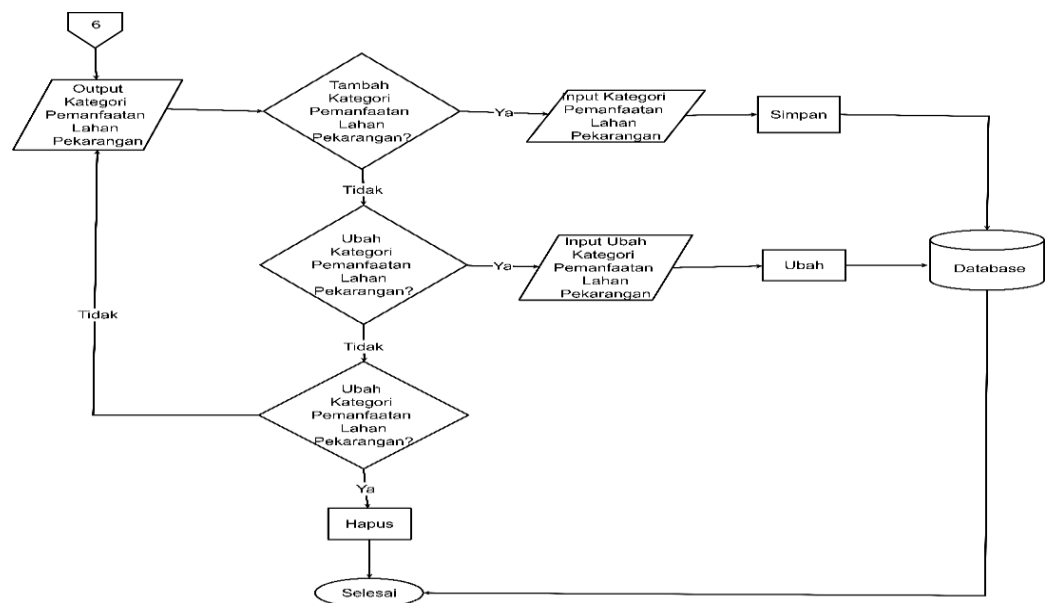 6
Output
Kategori
Pemanfaatan
Lahan
Pekarangan
Tambah
Kategori
Pemanfaatan
Lahan
Pekarangan?
Ya
Input Kategori
Pemanfaatan
Lahan
Pekarangan
Simpan
Tidak
Ubah
Kategori
Pemanfaatan
Lahan
Pekarangan?
Ya
Input Ubah
Kategori
Pemanfaatan
Lahan
Pekarangan
Ubah
Database
Tidak
Tidak
Ubah
Kategori
Pemanfaatan
Lahan
Pekarangan?
Ya
Hapus
Selesai